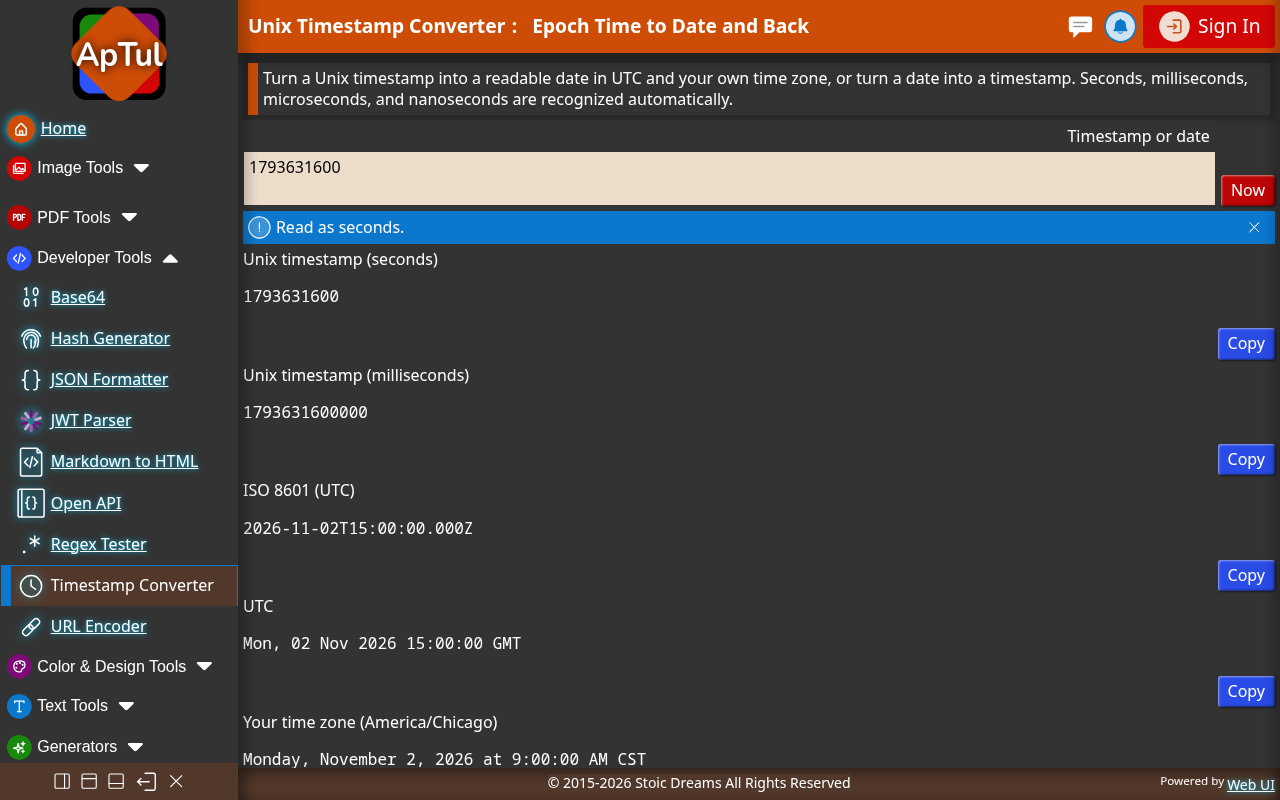 ApTul
Home
Image Tools
PDF Tools
Developer Tools
Base64
Hash Generator
JSON Formatter
JWT Parser
Markdown to HTML
Open API
Regex Tester
Timestamp Converter
URL Encoder
Color & Design Tools
Text Tools
Generators
Unix Timestamp Converter : Epoch Time to Date and Back
Sign In
Turn a Unix timestamp into a readable date in UTC and your own time zone, or turn a date into a timestamp. Seconds, milliseconds,
microseconds, and nanoseconds are recognized automatically.
Timestamp or date
1793631600
Now
Read as seconds.
Unix timestamp (seconds)
1793631600
Copy
Unix timestamp (milliseconds)
1793631600000
Copy
ISO 8601 (UTC)
2026-11-02T15:00:00.000Z
Copy
UTC
Mon, 02 Nov 2026 15:00:00 GMT
Copy
Your time zone (America/Chicago)
Monday, November 2, 2026 at 9:00:00 AM CST
© 2015-2026 Stoic Dreams All Rights Reserved
Powered by Web UI